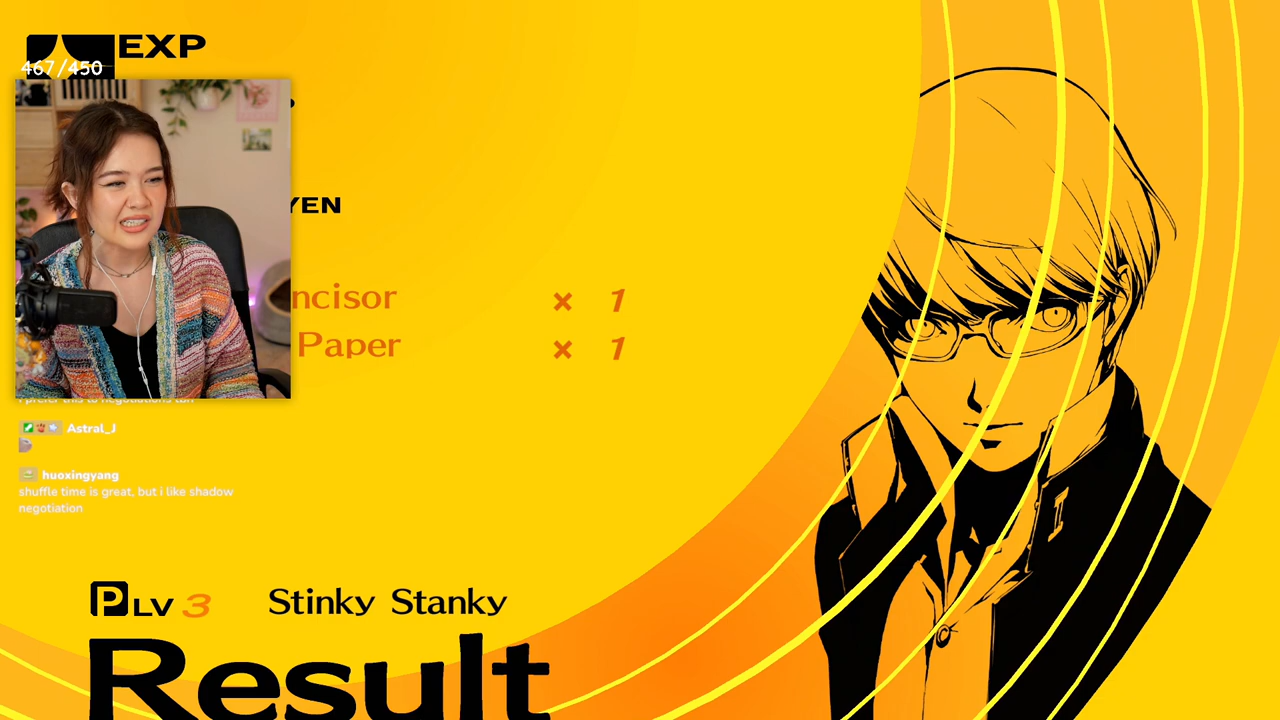 EXP
467/450
YEN
ncisor × 1
Paper × 1
Astral_J
huoxingyang
shuffle time is great, but i like shadow
negotiation
P LV 3 Stinky Stanky
Result